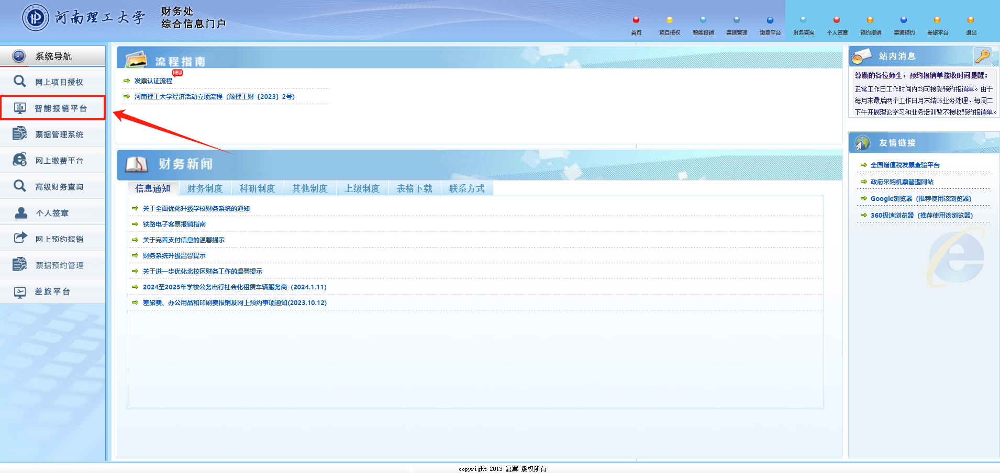 河南理工大学
财务处
综合信息门户
首页
项目授权
智能报销
票据管理
缴费平台
财务查询
个人签章
预约报销
票据预约
差旅平台
退出
系统导航
网上项目授权
智能报销平台
票据管理系统
网上缴费平台
高级财务查询
个人签章
网上预约报销
票据预约管理
差旅平台
流程指南
NEW
发票认证流程
河南理工大学经济活动立项流程（豫理工财〔2023〕2号）
财务新闻
信息通知
财务制度
科研制度
其他制度
上级制度
表格下载
联系方式
关于全面优化升级学校财务系统的通知
铁路电子客票报销指南
关于完善支付信息的温馨提示
财务系统升级温馨提示
关于进一步优化北校区财务工作的温馨提示
2024至2025年学校公务出行社会化租赁车辆服务商（2024.1.11）
差旅费、办公用品和印刷费报销及网上预约事项通知(2023.10.12)
站内消息
尊敬的各位师生，预约报销单接收时间提醒：
正常工作日工作时间内均可接受预约报销单。由于
每月末最后两个工作日月末结账业务处理、每周二
下午开展理论学习和业务培训暂不接收预约报销单。
友情链接
全国增值税发票查验平台
政府采购机票管理网站
Google浏览器（推荐使用该浏览器）
360极速浏览器（推荐使用该浏览器）
copyright 2013 复翼 版权所有